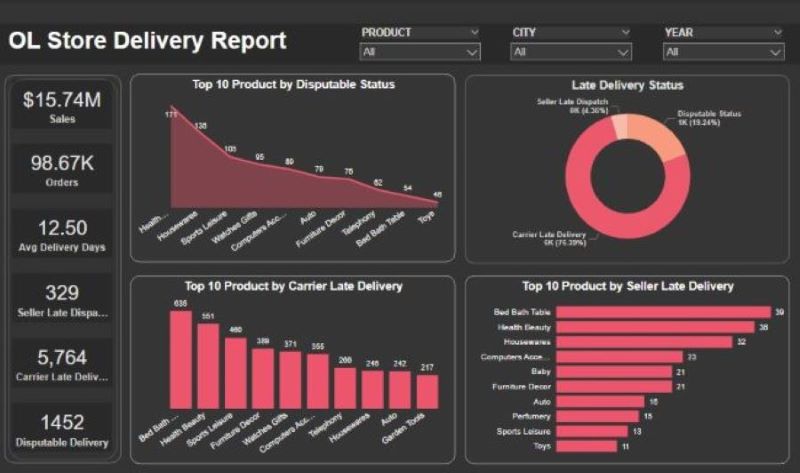 OL Store Delivery Report
PRODUCT
All
CITY
All
YEAR
All
$15.74M
Sales
98.67K
Orders
12.50
Avg Delivery Days
329
Seller Late Dispa...
5,764
Carrier Late Deliv...
1452
Disputable Delivery
Top 10 Product by Disputable Status
171
138
105
95
89
79
76
62
54
48
Health...
Housewares
Sports Leisure
Watches Gifts
Computers Acc...
Auto
Furniture Decor
Telephony
Bed Bath Table
Toys
Late Delivery Status
Seller Late Dispatch
0K (4.36%)
Disputable Status
1K (19.24%)
Carrier Late Delivery
6K (76.39%)
Top 10 Product by Carrier Late Delivery
635
551
460
389
371
355
266
246
242
217
Bed Bath ...
Health Beauty
Sports Leisure
Furniture Decor
Watches Gifts
Computers Acc...
Telephony
Housewares
Auto
Garden Tools
Top 10 Product by Seller Late Delivery
Bed Bath Table 39
Health Beauty 36
Housewares 32
Computers Acce... 23
Baby 21
Furniture Decor 21
Auto 16
Perfumery 15
Sports Leisure 13
Toys 11